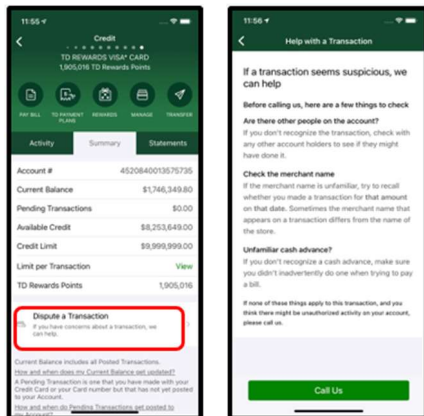 11:55
Credit
TD REWARDS VISA* CARD
1,905,016 TD Rewards Points
PAY BILL
TD PAYMENT PLANS
REWARDS
MANAGE
TRANSFER
Activity
Summary
Statements
Account # 4520840013575735
Current Balance $1,746,349.80
Pending Transactions $0.00
Available Credit $8,253,649.00
Credit Limit $9,999,999.00
Limit per Transaction View
TD Rewards Points 1,905,016
Dispute a Transaction
If you have concerns about a transaction, we
can help.
Current Balance includes all Posted Transactions.
How and when does my Current Balance get updated?
A Pending Transaction is one that you have made with your
Credit Card or your Card number but that has not yet posted
to your Account.
How and when do Pending Transactions get posted to
my Account?
11:56
Help with a Transaction
If a transaction seems suspicious, we
can help
Before calling us, here are a few things to check
Are there other people on the account?
If you don't recognize the transaction, check with
any other account holders to see if they might
have done it.
Check the merchant name
If the merchant name is unfamiliar, try to recall
whether you made a transaction for that amount
on that date. Sometimes the merchant name that
appears on a transaction differs from the name of
the store.
Unfamiliar cash advance?
If you don't recognize a cash advance, make sure
you didn't inadvertently do one when trying to pay
a bill.
If none of these things apply to this transaction, and you
think there might be unauthorized activity on your account,
please call us.
Call Us